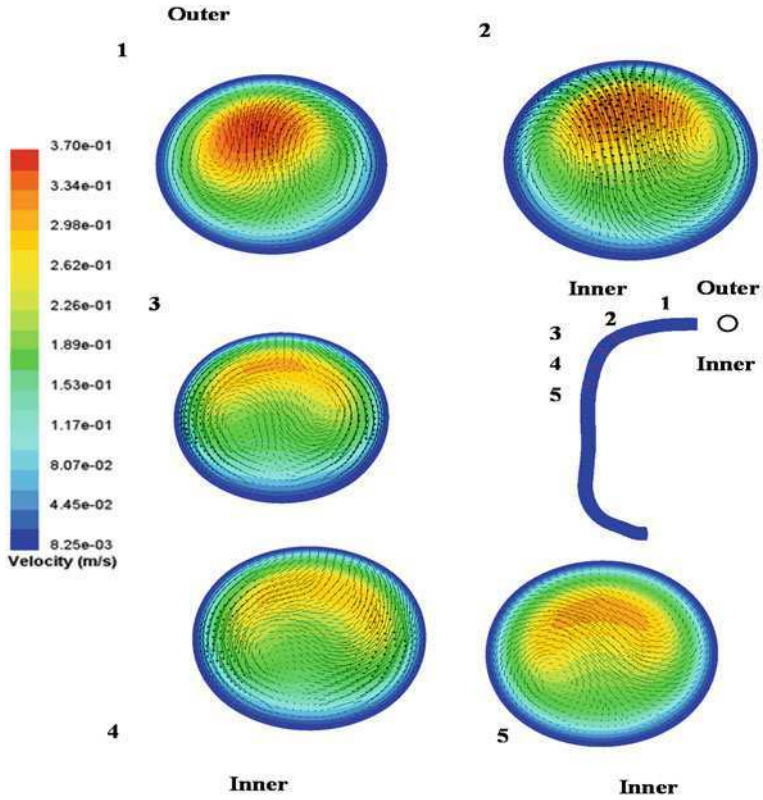 Outer
1
2
3.70e-01
3.34e-01
2.98e-01
2.62e-01
2.26e-01
1.89e-01
1.53e-01
1.17e-01
8.07e-02
4.45e-02
8.25e-03
Velocity (m/s)
3
Inner
1
Outer
2
3
4
Inner
5
4
5
Inner
Inner